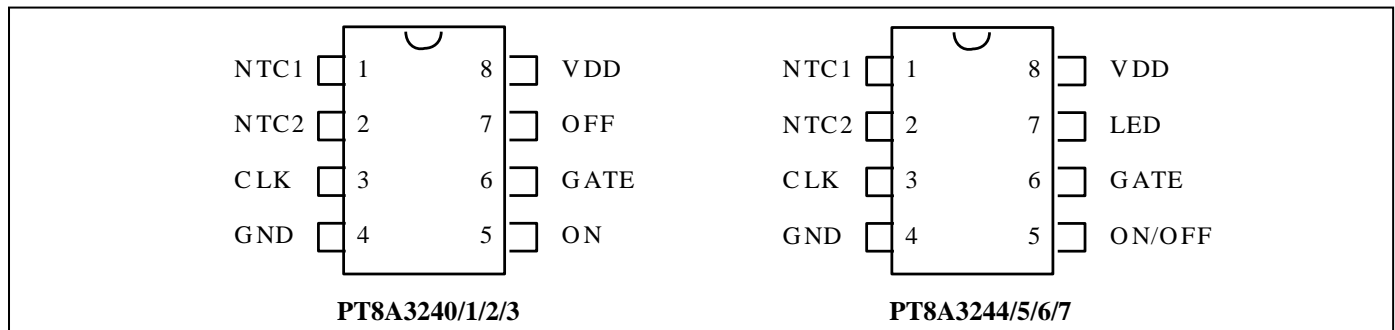 NTC1 1 8 VDD
NTC2 2 7 OFF
CLK 3 6 GATE
GND 4 5 ON
PT8A3240/1/2/3
NTC1 1 8 VDD
NTC2 2 7 LED
CLK 3 6 GATE
GND 4 5 ON/OFF
PT8A3244/5/6/7